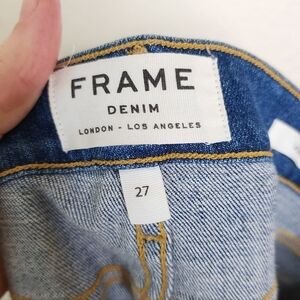 FRAME
DENIM
LONDON - LOS ANGELES
27